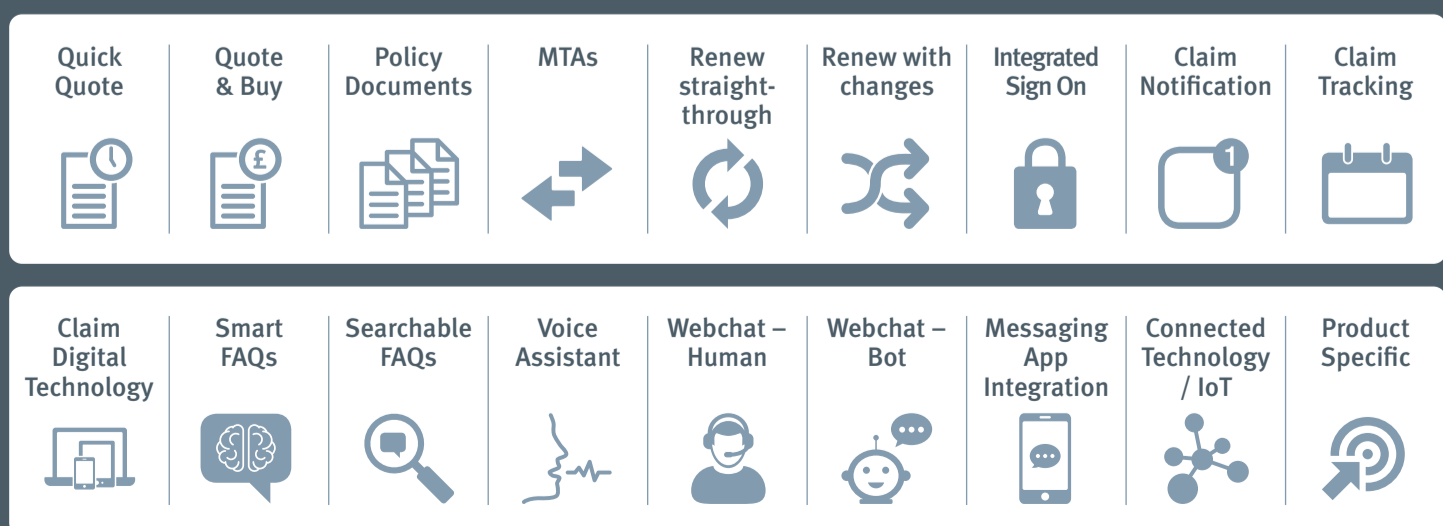 Quick
Quote
Quote
& Buy
Policy
Documents
MTAs
Renew
straight-
through
Renew with
changes
Integrated
Sign On
Claim
Notification
Claim
Tracking
£
1
Claim
Digital
Technology
Smart
FAQs
Searchable
FAQs
Voice
Assistant
Webchat –
Human
Webchat –
Bot
Messaging
App
Integration
Connected
Technology
/ IoT
Product
Specific